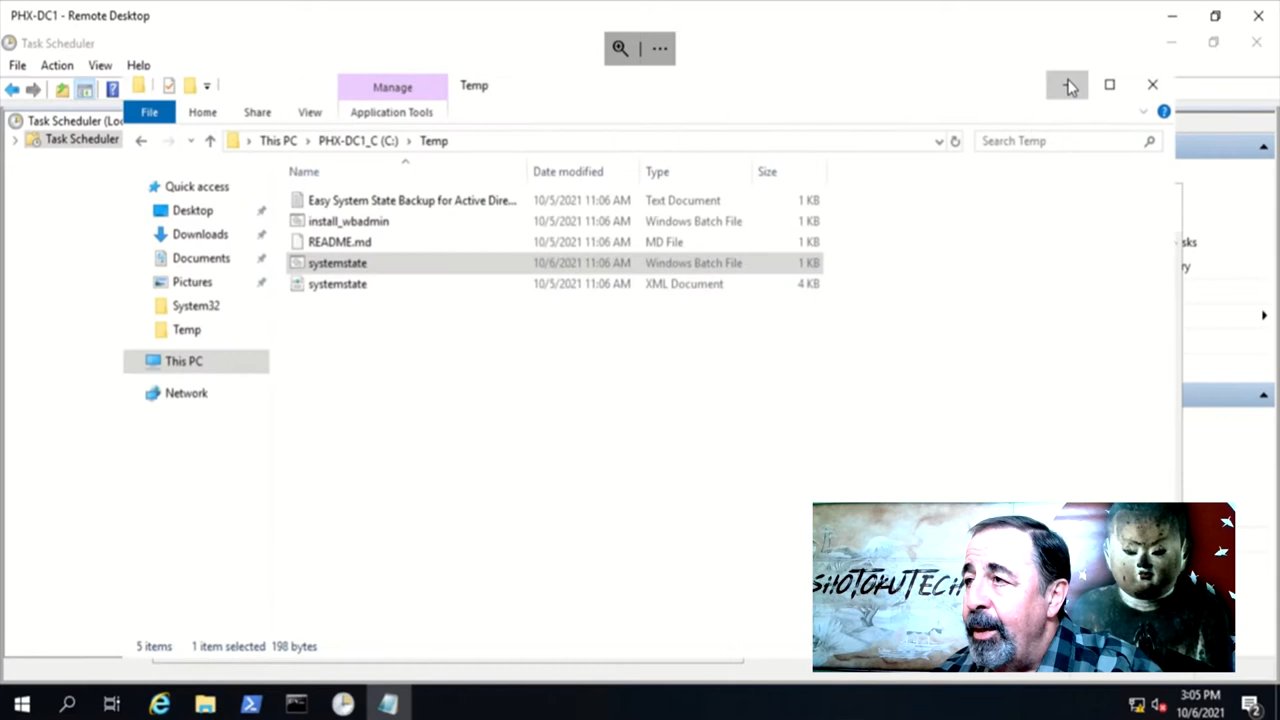 PHX-DC1 - Remote Desktop
Task Scheduler
File Action View Help
Manage Temp
File Home Share View Application Tools
This PC PHX-DC1_C (C:) Temp Search Temp
Task Scheduler (Loc
Task Scheduler
Name Date modified Type Size
Easy System State Backup for Active Dire... 10/5/2021 11:06 AM Text Document 1 KB
install_wbadmin 10/5/2021 11:06 AM Windows Batch File 1 KB
README.md 10/5/2021 11:06 AM MD File 1 KB
systemstate 10/6/2021 11:06 AM Windows Batch File 1 KB
systemstate 10/5/2021 11:06 AM XML Document 4 KB
Quick access
Desktop
Downloads
Documents
Pictures
System32
Temp
This PC
Network
sks
ry
SHOTOKUTECH
5 items 1 item selected 198 bytes
3:05 PM
10/6/2021
2